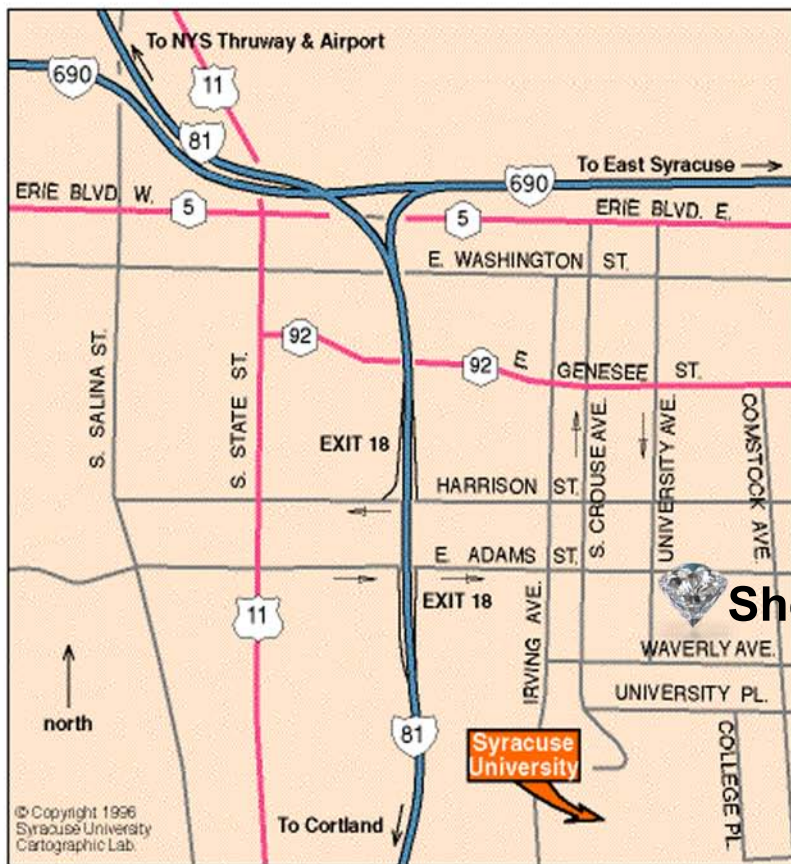 To NYS Thruway & Airport
690
11
81
To East Syracuse
690
ERIE BLVD. W.
5
5
ERIE BLVD. E.
E. WASHINGTON ST.
92
92
E GENESEE ST.
S. SALINA ST.
S. STATE ST.
EXIT 18
S. CROUSE AVE.
UNIVERSITY AVE.
COMSTOCK AVE.
HARRISON ST.
E. ADAMS ST.
EXIT 18
11
IRVING AVE.
WAVERLY AVE.
UNIVERSITY PL.
north
81
Syracuse
University
COLLEGE PL.
© Copyright 1996
Syracuse University
Cartographic Lab.
To Cortland